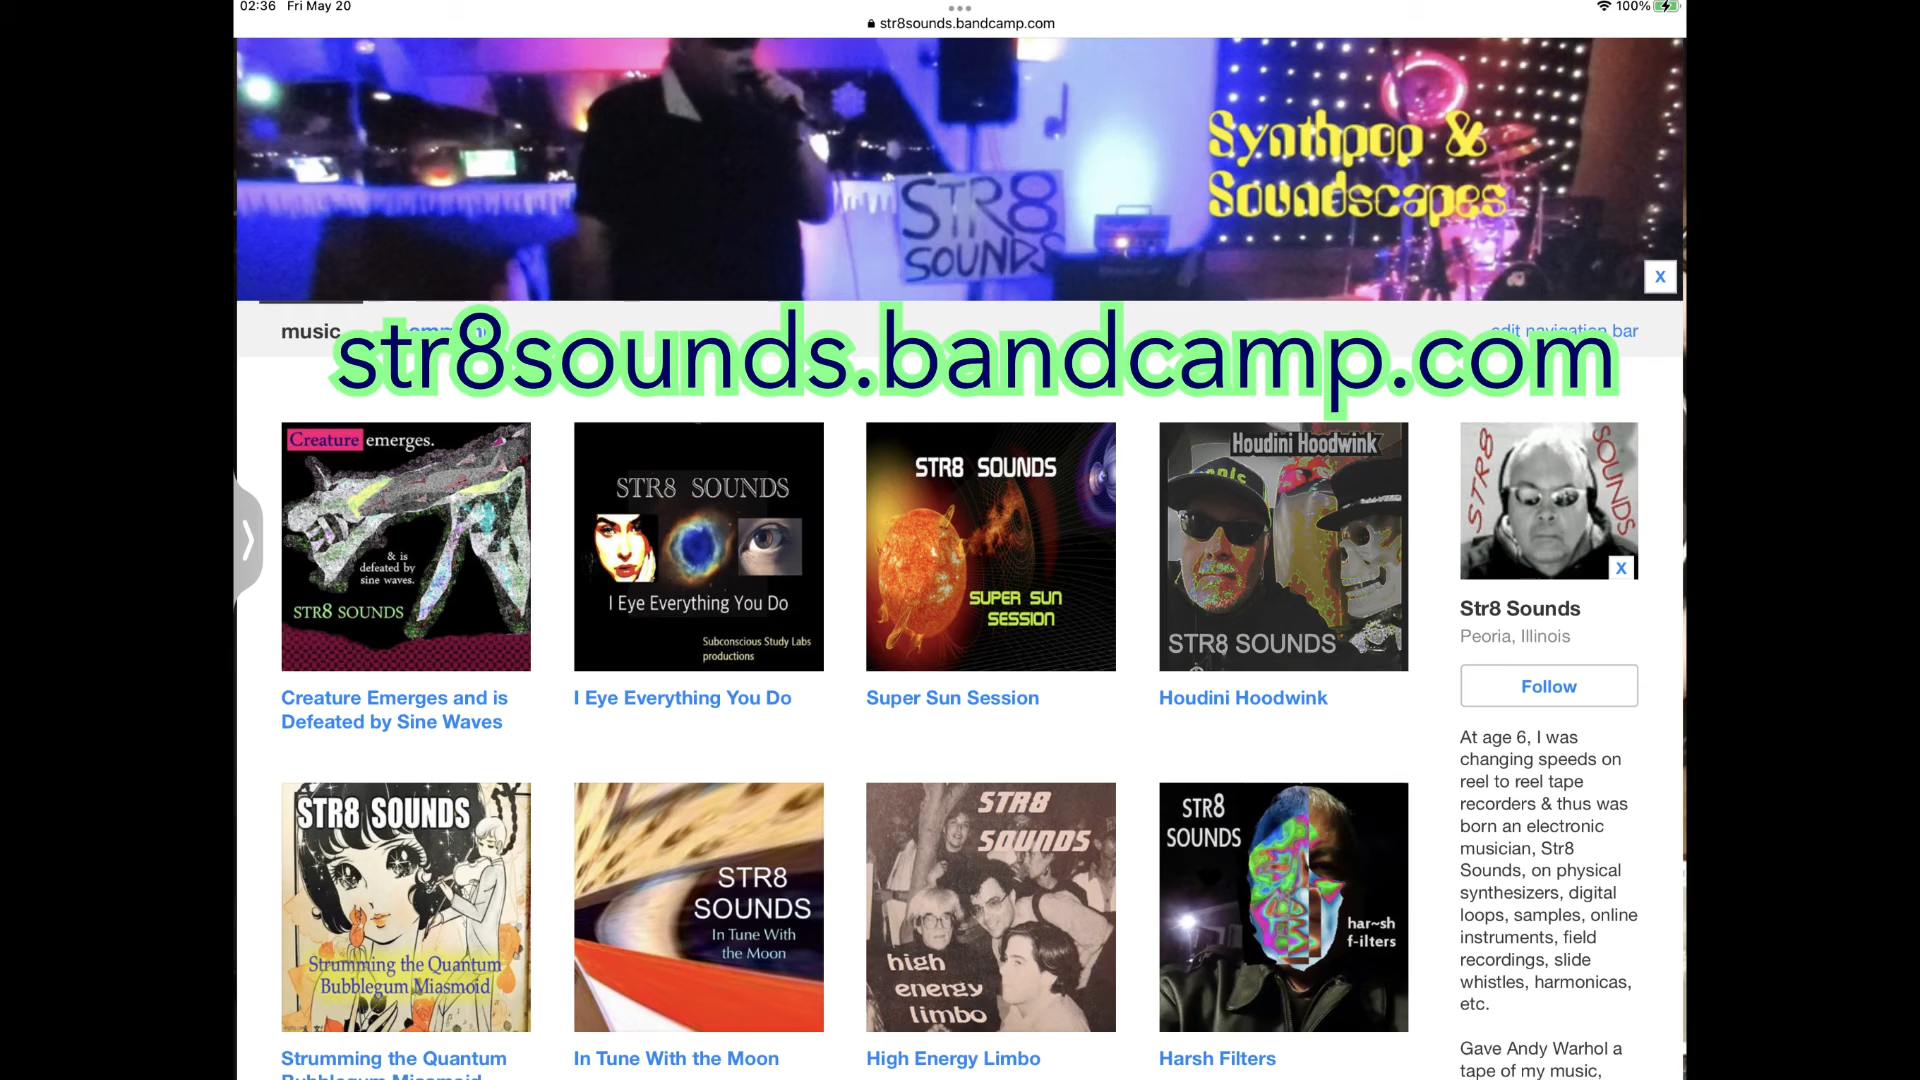 02:36 Fri May 20
100%
str8sounds.bandcamp.com
Synthpop &
Soundscapes
STR8
SOUNDS
X
music
edit navigation bar
str8sounds.bandcamp.com
Creature emerges.
& is
defeated by
sine waves.
STR8 SOUNDS
Creature Emerges and is
Defeated by Sine Waves
STR8 SOUNDS
I Eye Everything You Do
Subconscious Study Labs
productions
I Eye Everything You Do
STR8 SOUNDS
SUPER SUN
SESSION
Super Sun Session
Houdini Hoodwink
STR8 SOUNDS
Houdini Hoodwink
STR8
SOUNDS
X
Str8 Sounds
Peoria, Illinois
Follow
At age 6, I was
changing speeds on
reel to reel tape
recorders & thus was
born an electronic
musician, Str8
Sounds, on physical
synthesizers, digital
loops, samples, online
instruments, field
recordings, slide
whistles, harmonicas,
etc.
Gave Andy Warhol a
tape of my music,
STR8 SOUNDS
Strumming the Quantum
Bubblegum Miasmoid
Strumming the Quantum
Bubblegum Miasmoid
STR8
SOUNDS
In Tune With
the Moon
In Tune With the Moon
STR8
SOUNDS
high
energy
limbo
High Energy Limbo
STR8
SOUNDS
har~sh
f-ilters
Harsh Filters